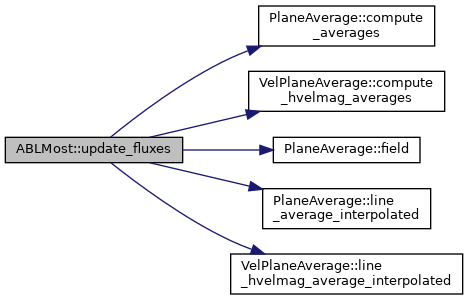 PlaneAverage::compute
_averages
VelPlaneAverage::compute
_hvelmag_averages
ABLMost::update_fluxes
PlaneAverage::field
PlaneAverage::line
_average_interpolated
VelPlaneAverage::line
_hvelmag_average_interpolated